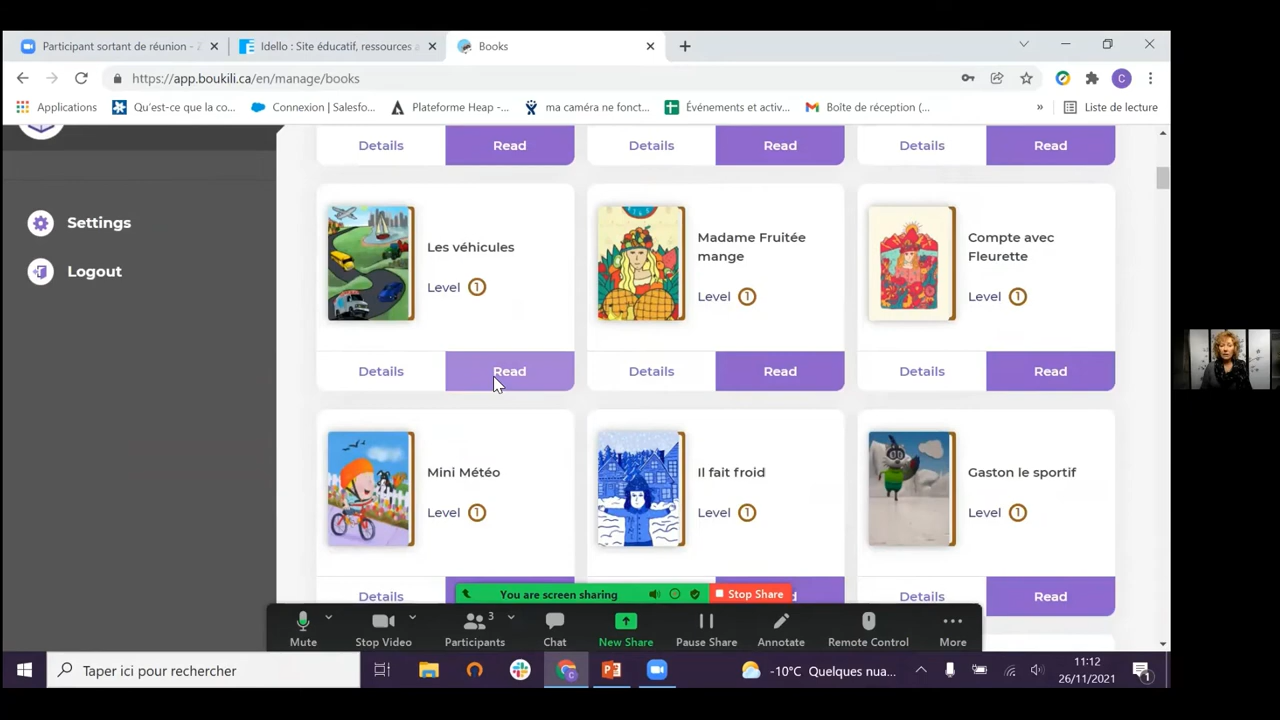 Participant sortant de réunion - Z
Idello : Site éducatif, ressources a
Books
https://app.boukili.ca/en/manage/books
C
Applications
Qu'est-ce que la co...
Connexion | Salesfo...
Plateforme Heap -...
ma caméra ne fonct...
Événements et activ...
Boîte de réception (...
»
Liste de lecture
Details
Read
Details
Read
Details
Read
Settings
Logout
Les véhicules
Level 1
Madame Fruitée
mange
Level 1
Compte avec
Fleurette
Level 1
Details
Read
Details
Read
Details
Read
Mini Météo
Level 1
Il fait froid
Level 1
Gaston le sportif
Level 1
Details
Details
Read
You are screen sharing
Stop Share
Mute
Stop Video
Participants
3
Chat
New Share
Pause Share
Annotate
Remote Control
More
Taper ici pour rechercher
-10°C Quelques nua...
11:12
26/11/2021
1